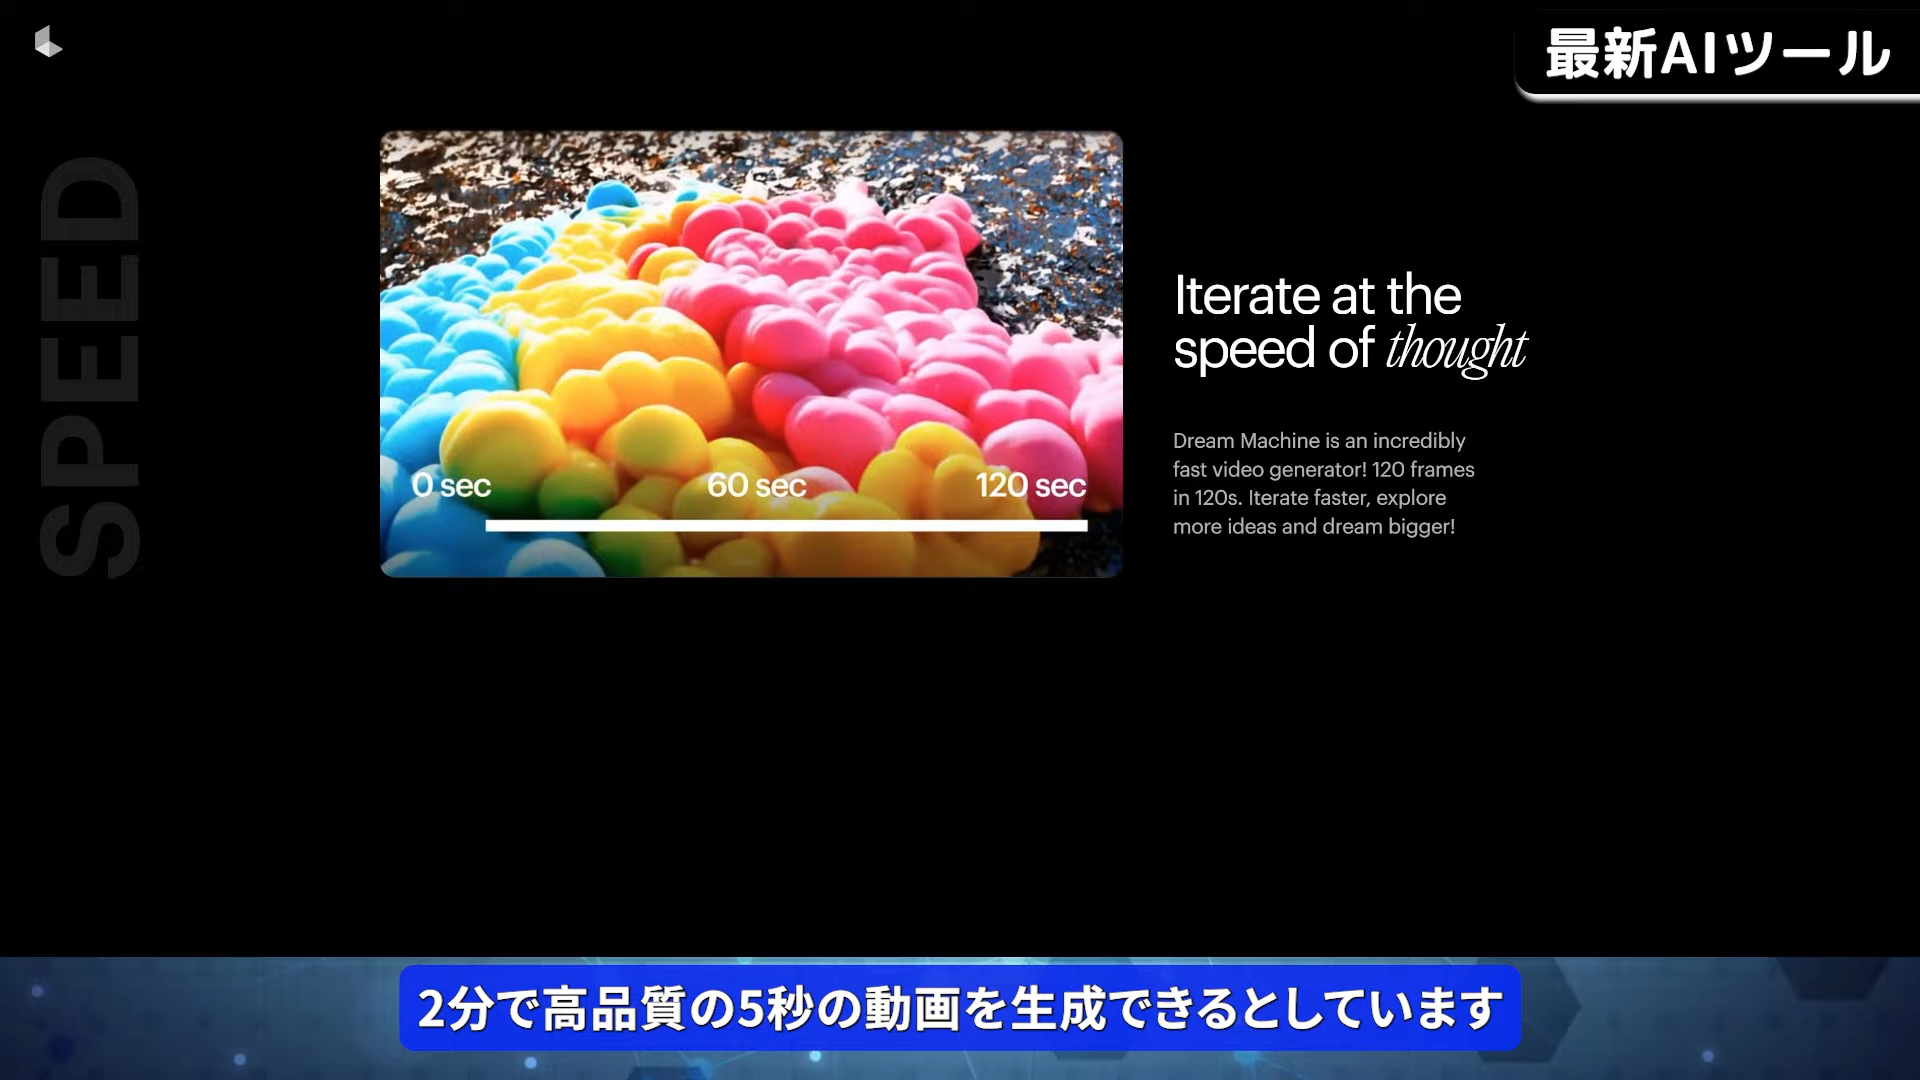 最新AIツール
SPEED
0 sec 60 sec 120 sec
Iterate at the
speed of thought
Dream Machine is an incredibly
fast video generator! 120 frames
in 120s. Iterate faster, explore
more ideas and dream bigger!
2分で高品質の5秒の動画を生成できるとしています